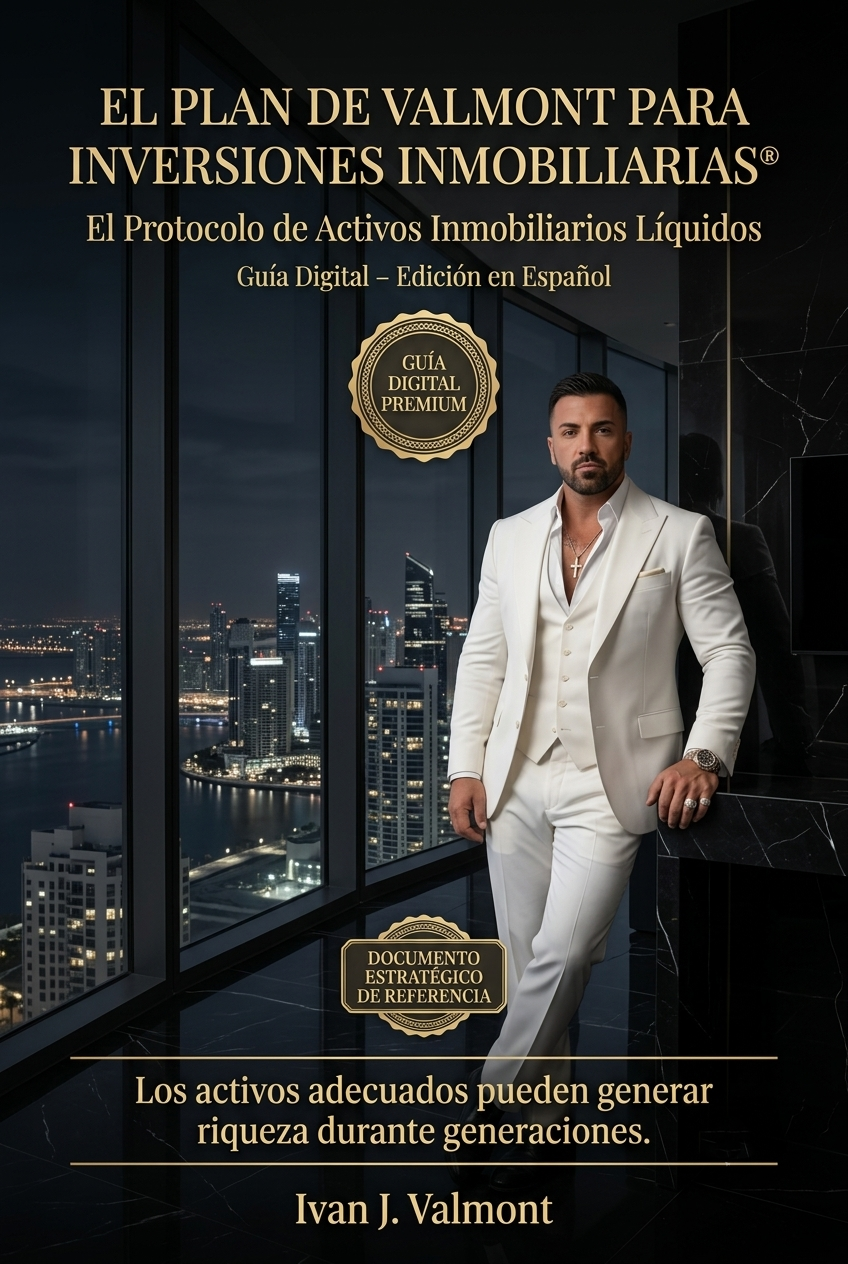 EL PLAN DE VALMONT PARA
INVERSIONES INMOBILIARIAS®
El Protocolo de Activos Inmobiliarios Líquidos
Guía Digital – Edición en Español
GUÍA
DIGITAL
PREMIUM
DOCUMENTO
ESTRATÉGICO
DE REFERENCIA
Los activos adecuados pueden generar
riqueza durante generaciones.
Ivan J. Valmont